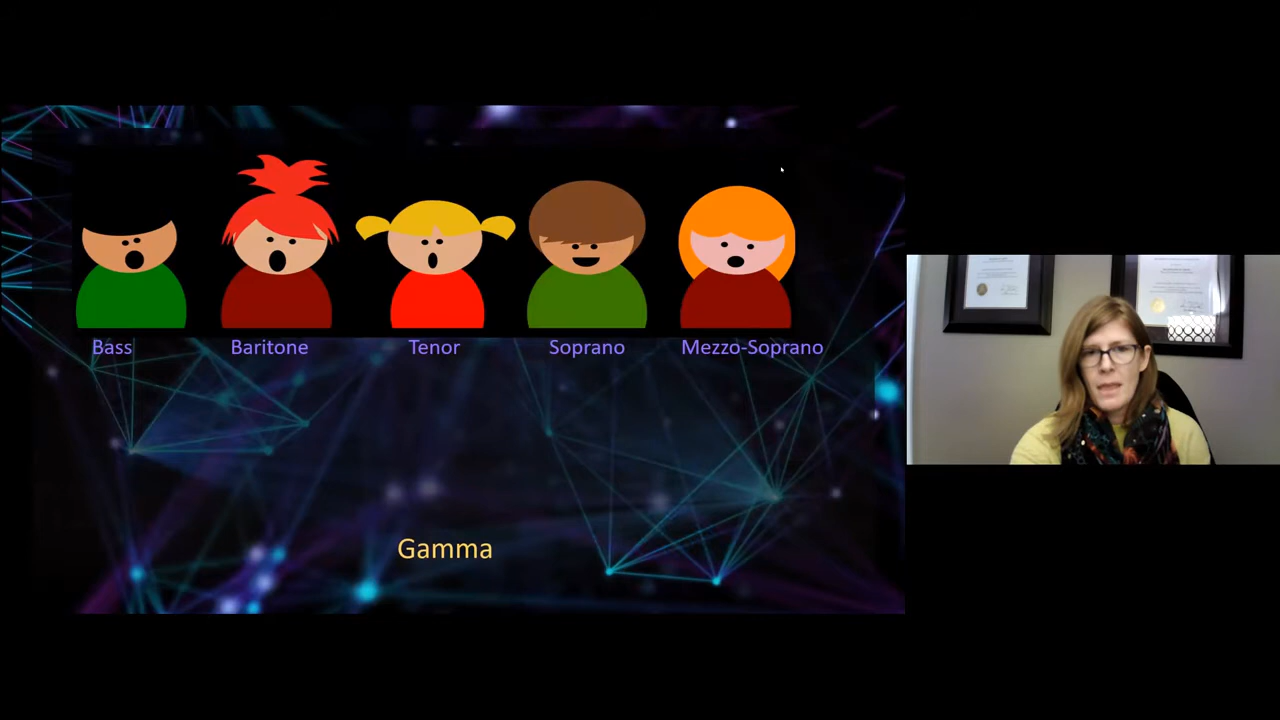 Bass
Baritone
Tenor
Soprano
Mezzo-Soprano
Gamma